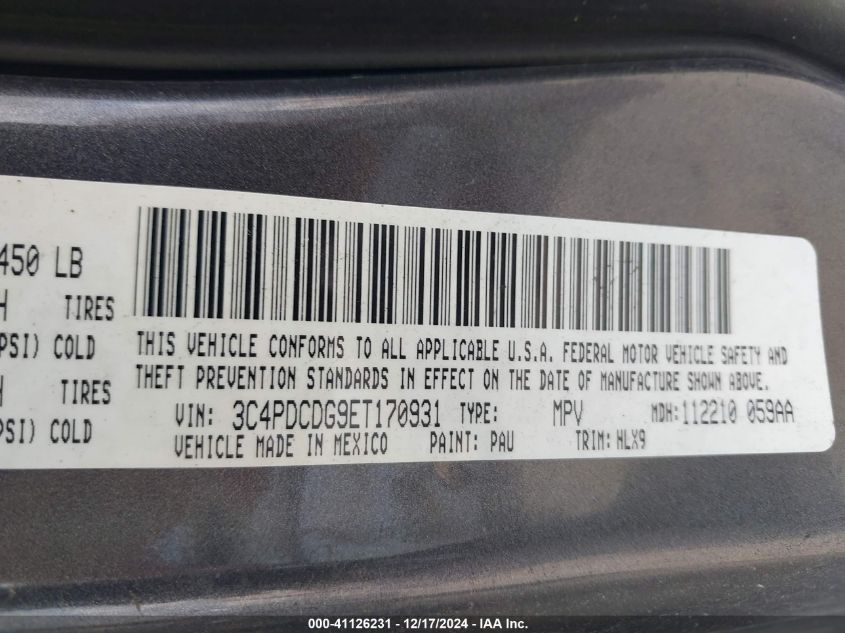 450 LB
H TIRES
PSI) COLD
H TIRES
PSI) COLD
THIS VEHICLE CONFORMS TO ALL APPLICABLE U.S.A. FEDERAL MOTOR VEHICLE SAFETY AND
THEFT PREVENTION STANDARDS IN EFFECT ON THE DATE OF MANUFACTURE SHOWN ABOVE.
VIN: 3C4PDCDG9ET170931 TYPE: MPV MDH: 112210 059AA
VEHICLE MADE IN MEXICO PAINT: PAU TRIM: HLX9
000-41126231 - 12/17/2024 - IAA Inc.